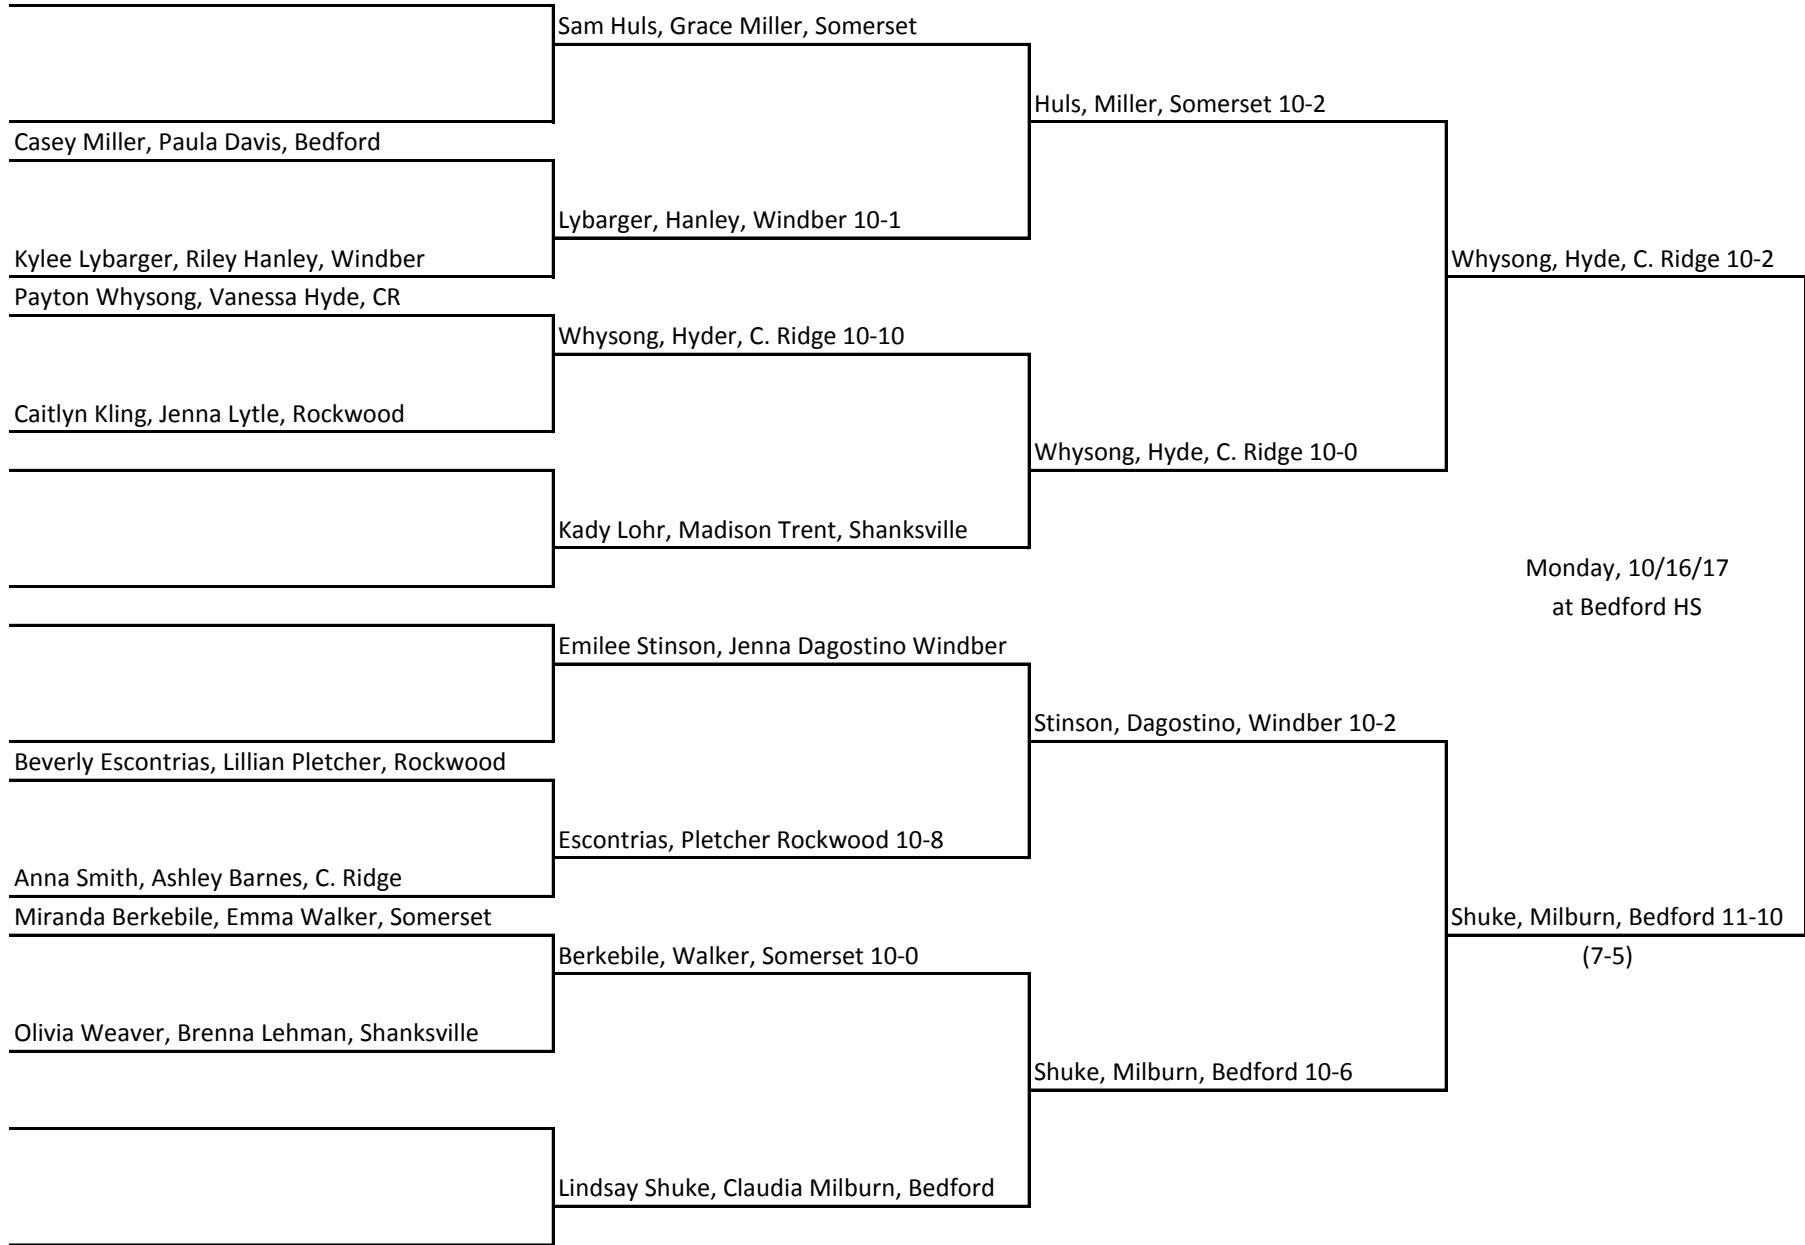 Sam Huls, Grace Miller, Somerset
Huls, Miller, Somerset 10-2
Casey Miller, Paula Davis, Bedford
Lybarger, Hanley, Windber 10-1
Kylee Lybarger, Riley Hanley, Windber
Whysong, Hyde, C. Ridge 10-2
Payton Whysong, Vanessa Hyde, CR
Whysong, Hyder, C. Ridge 10-10
Caitlyn Kling, Jenna Lytle, Rockwood
Whysong, Hyde, C. Ridge 10-0
Kady Lohr, Madison Trent, Shanksville
Monday, 10/16/17
at Bedford HS
Emilee Stinson, Jenna Dagostino Windber
Stinson, Dagostino, Windber 10-2
Beverly Escontrias, Lillian Pletcher, Rockwood
Escontrias, Pletcher Rockwood 10-8
Anna Smith, Ashley Barnes, C. Ridge
Miranda Berkebile, Emma Walker, Somerset
Shuke, Milburn, Bedford 11-10
Berkebile, Walker, Somerset 10-0
(7-5)
Olivia Weaver, Brenna Lehman, Shanksville
Shuke, Milburn, Bedford 10-6
Lindsay Shuke, Claudia Milburn, Bedford